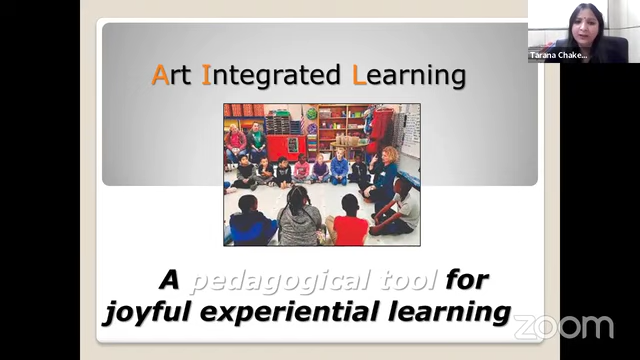 Art Integrated Learning
Tarana Chake...
A pedagogical tool for
joyful experiential learning
zoom